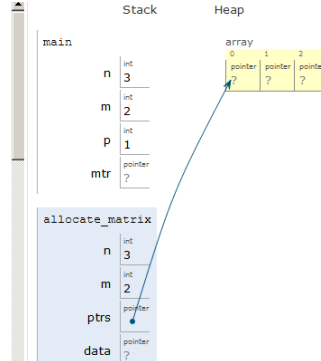 Stack Heap
main
array
0 1 2
pointer pointer pointer
? ? ?
int
n 3
int
m 2
int
p 1
pointer
mtr ?
allocate_matrix
int
n 3
int
m 2
pointer
ptrs
pointer
data ?